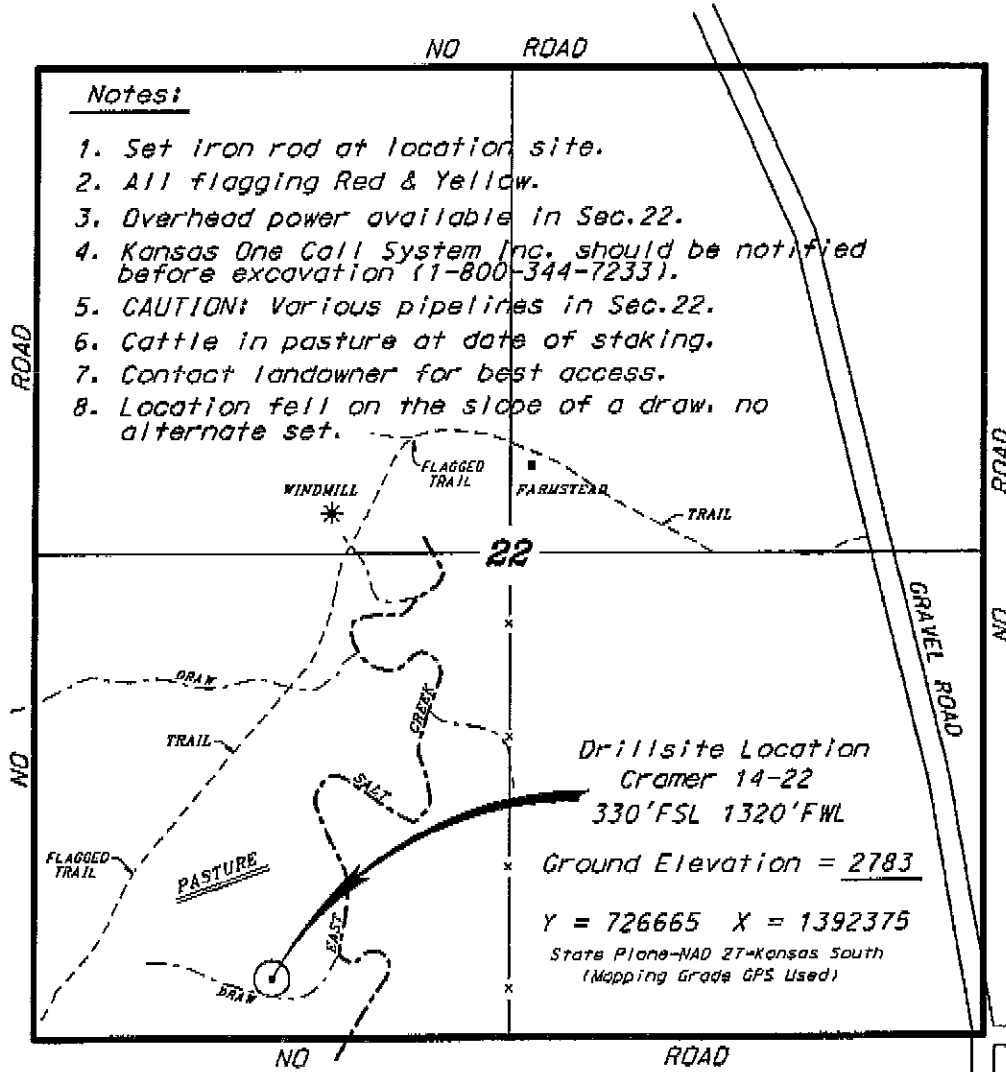 NO ROAD
Notes:
1. Set iron rod at location site.
2. All flagging Red & Yellow.
3. Overhead power available in Sec.22.
4. Kansas One Call System Inc. should be notified
before excavation (1-800-344-7233).
5. CAUTION: Various pipelines in Sec.22.
6. Cattle in pasture at date of staking.
7. Contact landowner for best access.
8. Location fell on the slope of a draw, no
alternate set.
NO ROAD
NO ROAD
FLAGGED
TRAIL
WINDMILL
FARMSTEAD
TRAIL
22
GRAVEL ROAD
DRAW
TRAIL
CREEK
SALT
EAST
Drillsite Location
Cramer 14-22
330'FSL 1320'FWL
Ground Elevation = 2783
Y = 726665 X = 1392375
State Plane-NAD 27-Kansas South
(Mapping Grade GPS Used)
FLAGGED
TRAIL
PASTURE
DRAW
NO ROAD